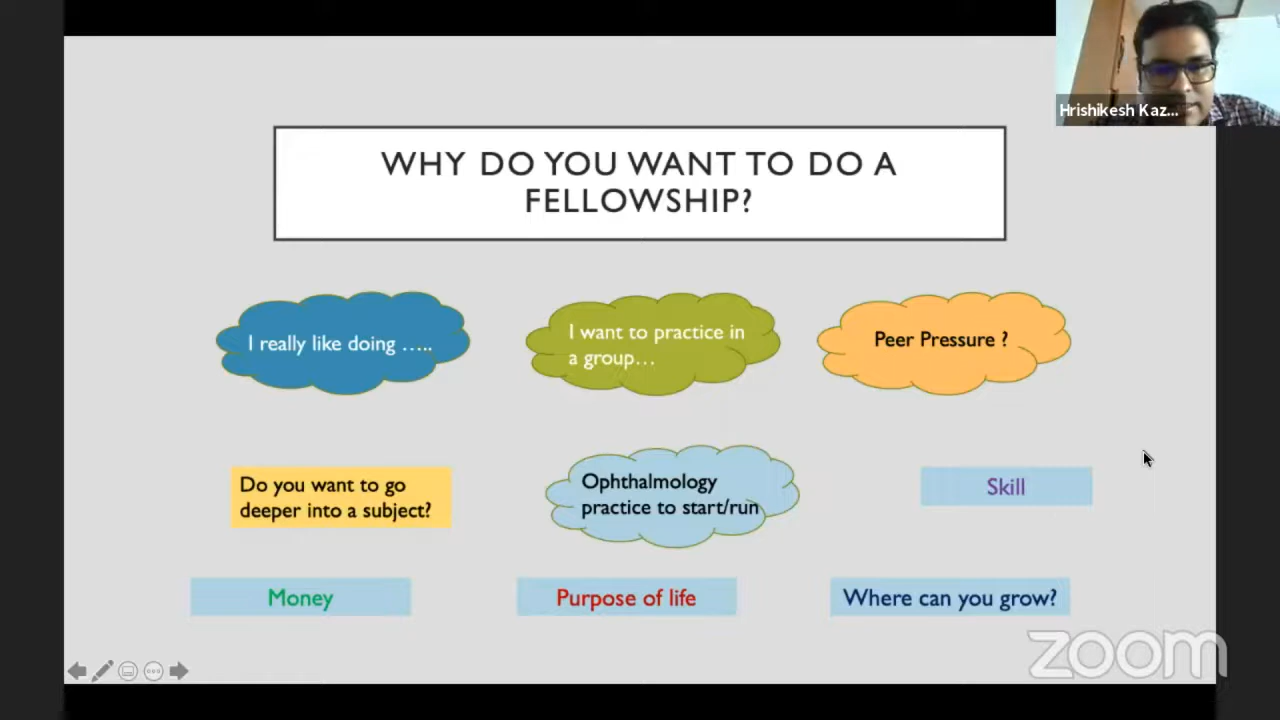 Hrishikesh Kaz...
WHY DO YOU WANT TO DO A
FELLOWSHIP?
I really like doing .....
I want to practice in
a group...
Peer Pressure ?
Do you want to go
deeper into a subject?
Ophthalmology
practice to start/run
Skill
Money
Purpose of life
Where can you grow?
zoom